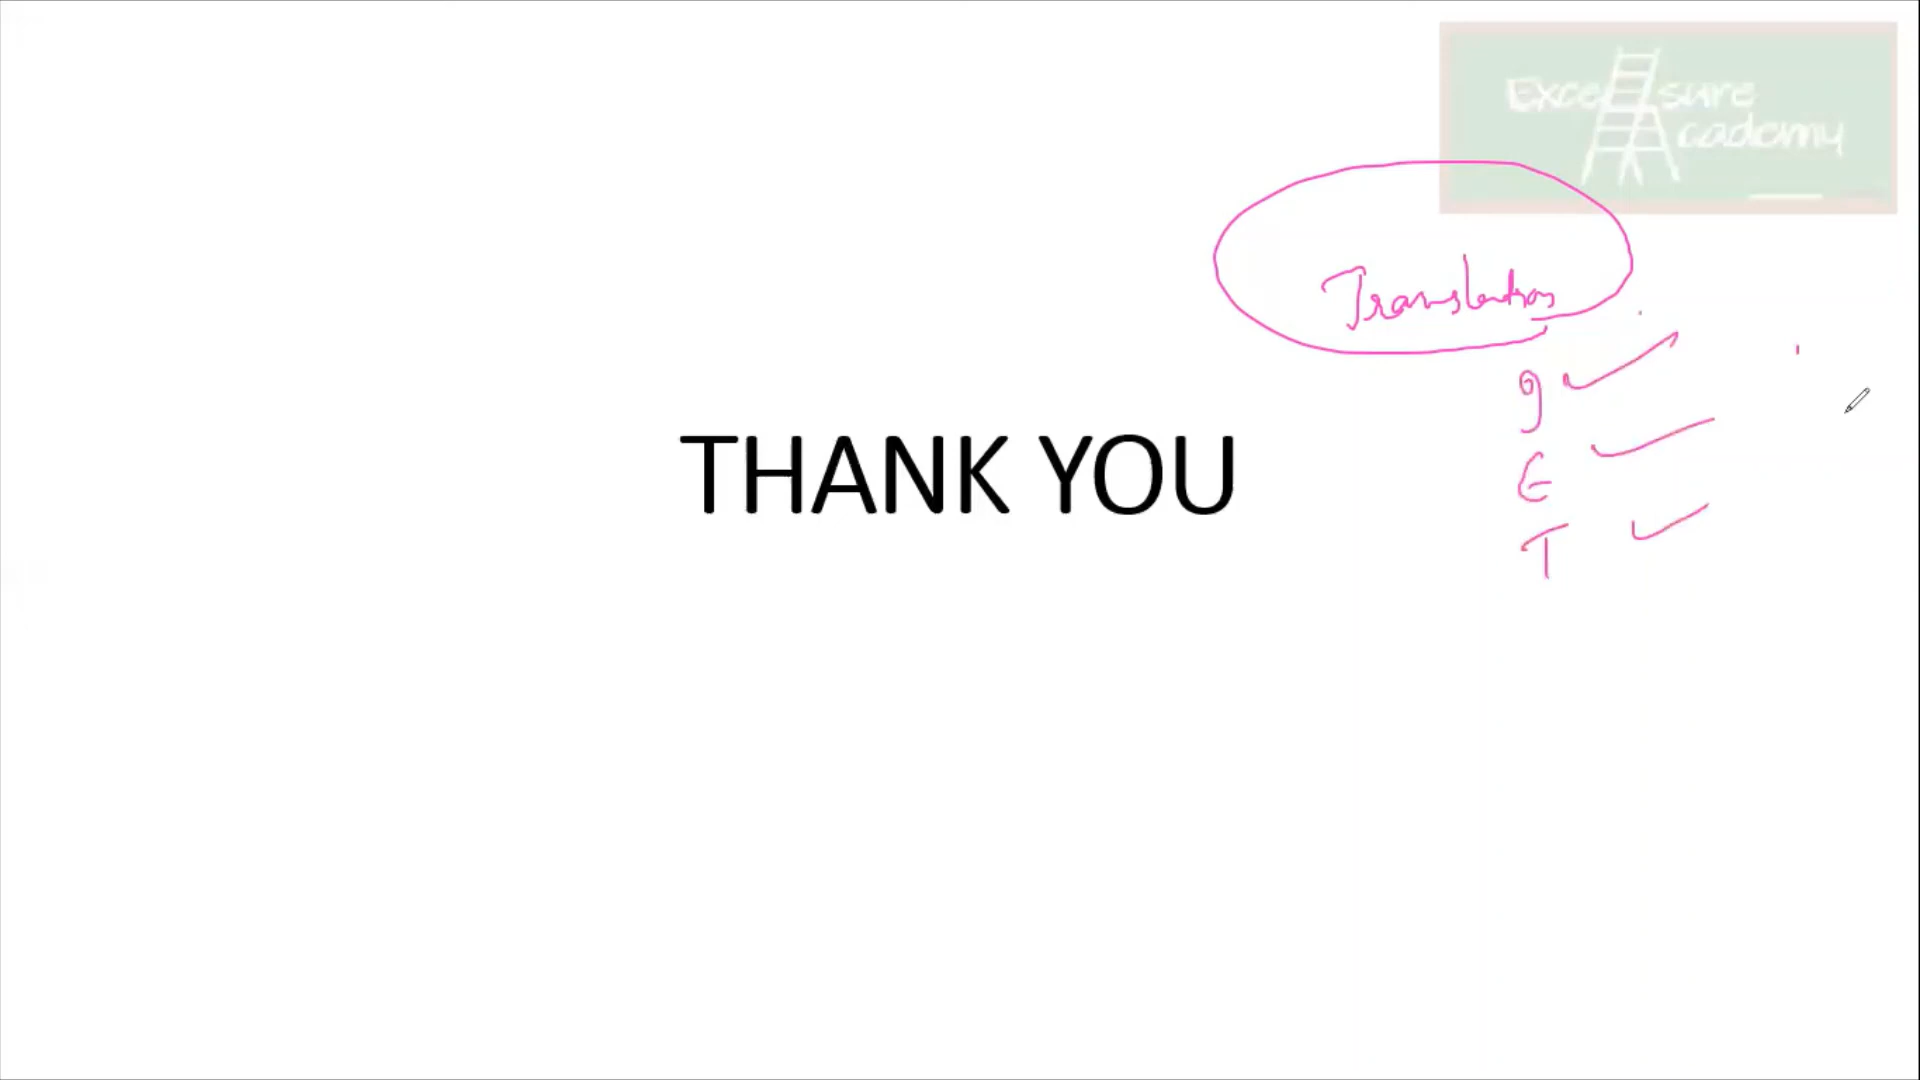 Excel sure
Academy
Translation
I
THANK YOU
E
T